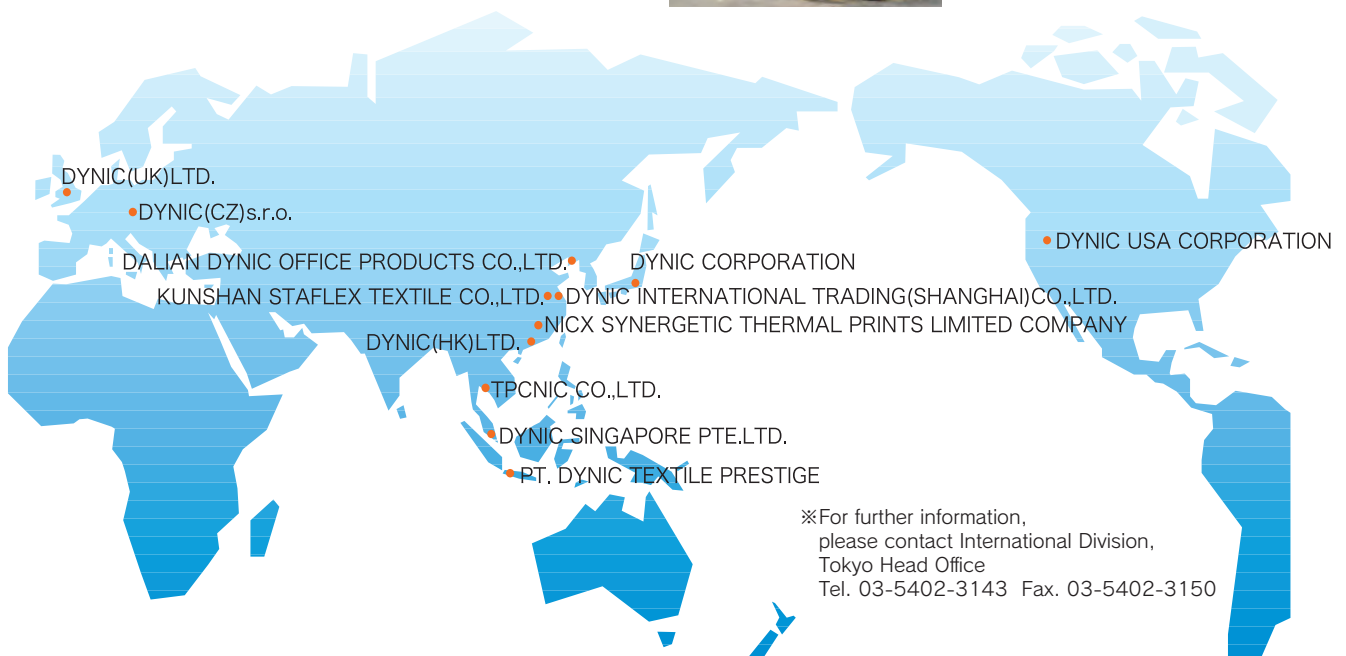 DYNIC(UK)LTD.
DYNIC(CZ)s.r.o.
DYNIC USA CORPORATION
DALIAN DYNIC OFFICE PRODUCTS CO.,LTD.
DYNIC CORPORATION
KUNSHAN STAFLEX TEXTILE CO.,LTD.
DYNIC INTERNATIONAL TRADING(SHANGHAI)CO.,LTD.
NICX SYNERGETIC THERMAL PRINTS LIMITED COMPANY
DYNIC(HK)LTD.
TPCNIC CO.,LTD.
DYNIC SINGAPORE PTE.LTD.
PT. DYNIC TEXTILE PRESTIGE
※For further information,
please contact International Division,
Tokyo Head Office
Tel. 03-5402-3143 Fax. 03-5402-3150